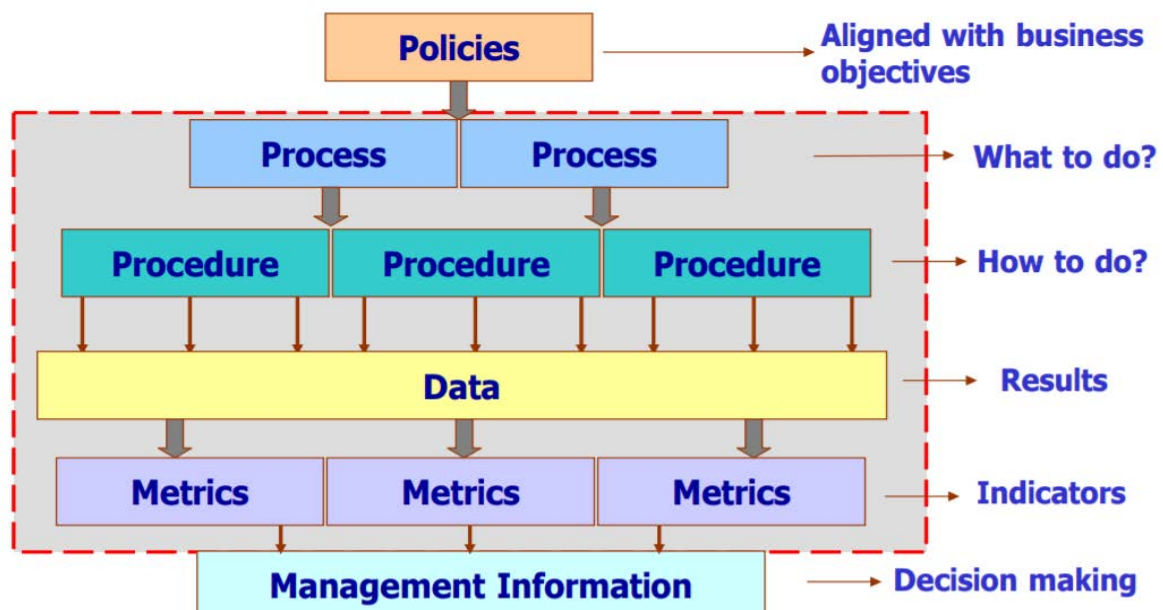 Policies
Aligned with business
objectives
Process
Process
What to do?
Procedure
Procedure
Procedure
How to do?
Data
Results
Metrics
Metrics
Metrics
Indicators
Management Information
Decision making